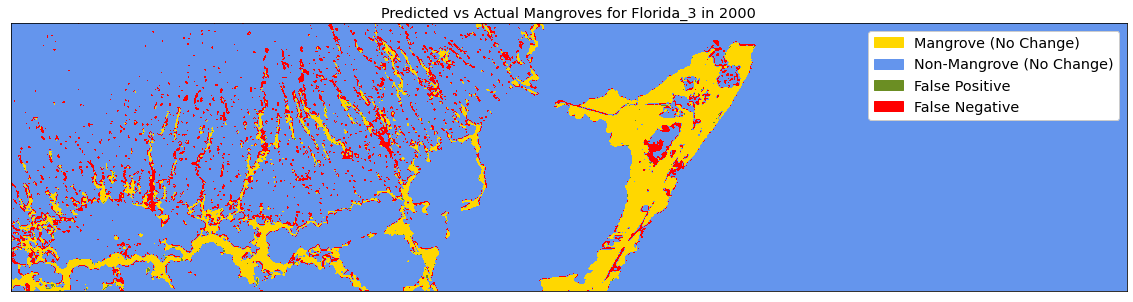 Predicted vs Actual Mangroves for Florida_3 in 2000
Mangrove (No Change)
Non-Mangrove (No Change)
False Positive
False Negative